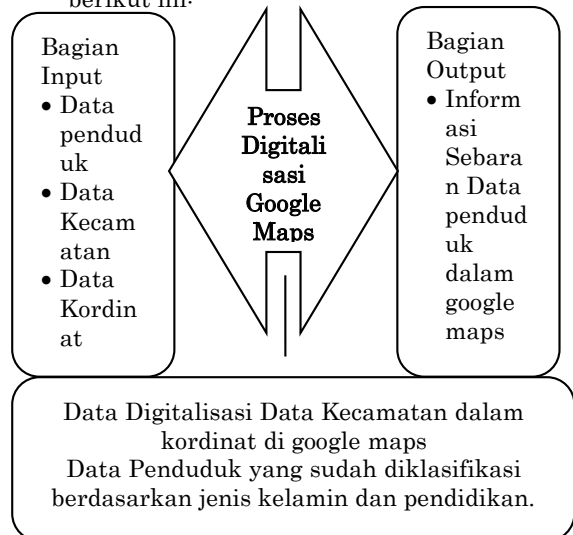 berikut ini:
Bagian
Input
• Data
pendud
uk
• Data
Kecam
atan
• Data
Kordin
at
Proses
Digitali
sasi
Google
Maps
Bagian
Output
• Inform
asi
Sebara
n Data
pendud
uk
dalam
google
maps
Data Digitalisasi Data Kecamatan dalam
kordinat di google maps
Data Penduduk yang sudah diklasifikasi
berdasarkan jenis kelamin dan pendidikan.